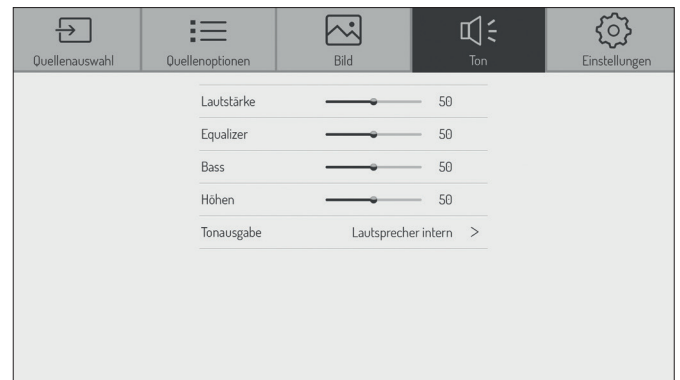 Quellenauswahl Quellenoptionen Bild Ton Einstellungen
Lautstärke 50
Equalizer 50
Bass 50
Höhen 50
Tonausgabe Lautsprecher intern >